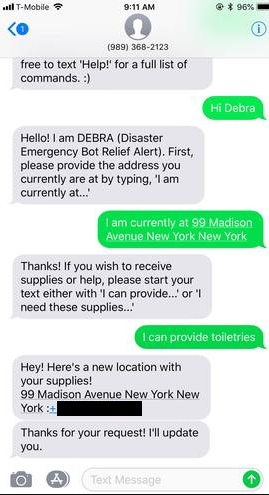 T-Mobile 9:11 AM 96%
1
(989) 368-2123
free to text 'Help!' for a full list
of commands. :)
Hi Debra
Hello! I am DEBRA (Disaster
Emergency Bot Relief Alert). First,
please provide the address you
currently are at by typing, 'I am
currently at...'
I am currently at 99 Madison
Avenue New York New York
Thanks! If you wish to receive
supplies or help, please start your
text either with 'I can provide...' or 'I
need these supplies...'
I can provide toiletries
Hey! Here's a new location with
your supplies!
99 Madison Avenue New York New
York :+
Thanks for your request! I'll update
you.
Text Message